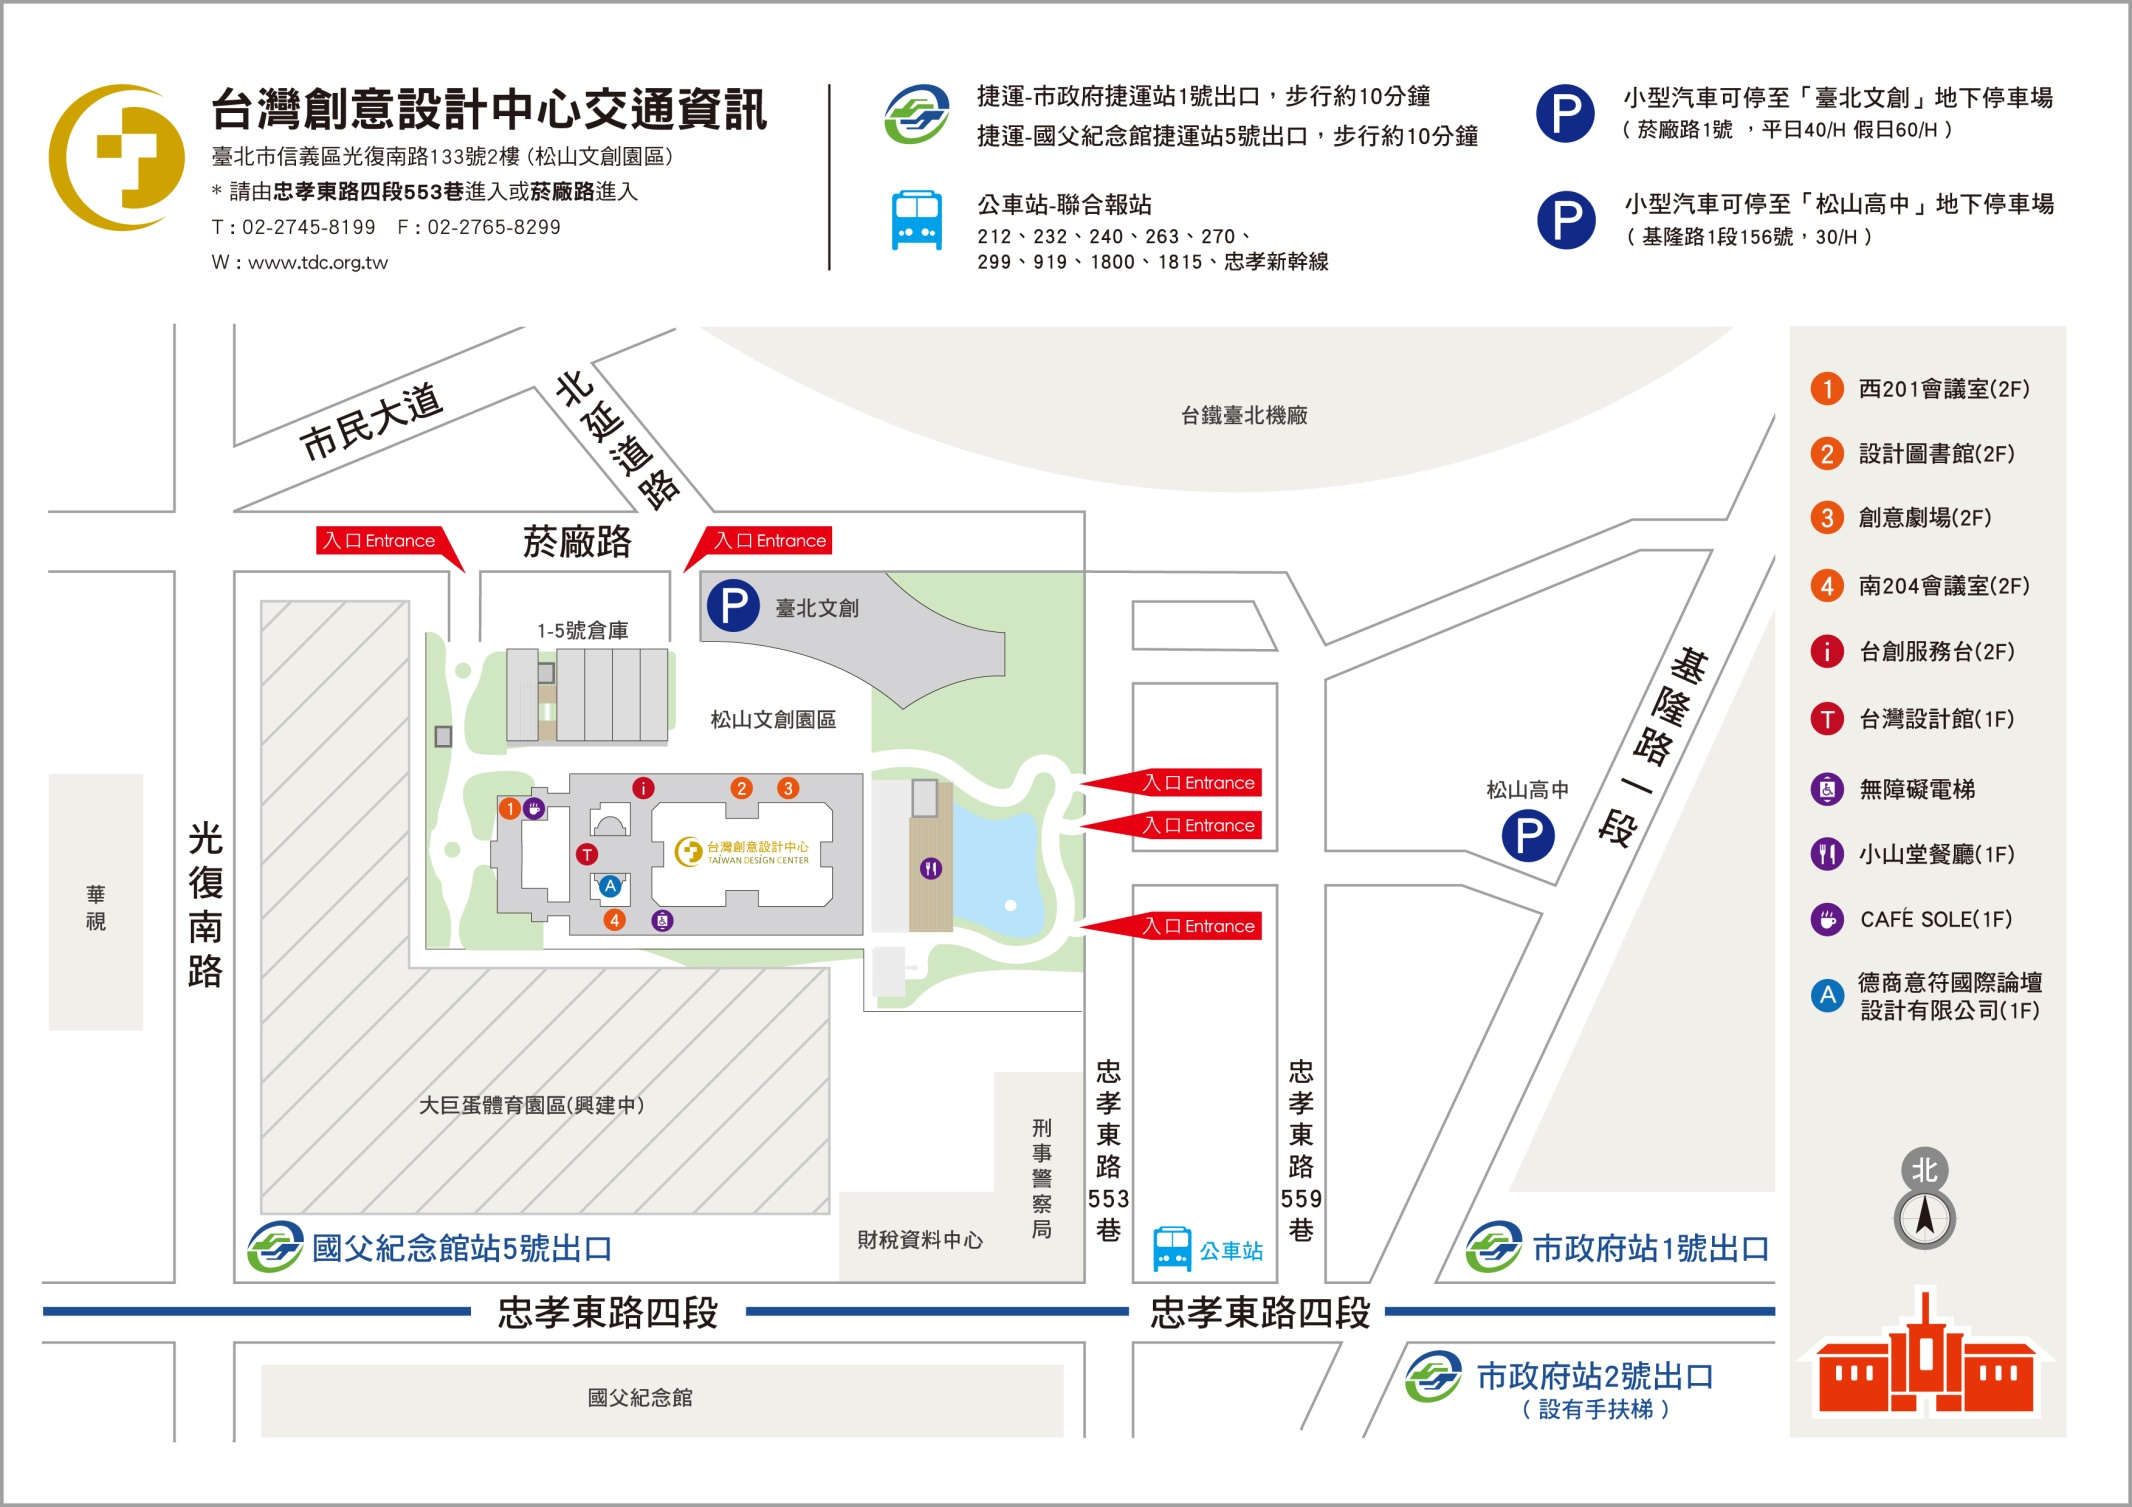 台灣創意設計中心交通資訊
臺北市信義區光復南路133號2樓 (松山文創園區)
* 請由忠孝東路四段553巷進入或菸廠路進入
T : 02-2745-8199 F : 02-2765-8299
W : www.tdc.org.tw
捷運-市政府捷運站1號出口，步行約10分鐘
捷運-國父紀念館捷運站5號出口，步行約10分鐘
公車站-聯合報站
212、232、240、263、270、
299、919、1800、1815、忠孝新幹線
P
小型汽車可停至「臺北文創」地下停車場
( 菸廠路1號 ，平日40/H 假日60/H )
P
小型汽車可停至「松山高中」地下停車場
( 基隆路1段156號，30/H )
市民大道
北延道路
台鐵臺北機廠
入口 Entrance
菸廠路
入口 Entrance
P
臺北文創
1-5號倉庫
松山文創園區
基隆路一段
入口 Entrance
入口 Entrance
入口 Entrance
松山高中
P
i
2
3
1
T
台灣創意設計中心
TAIWAN DESIGN CENTER
A
4
華視
光復南路
大巨蛋體育園區(興建中)
刑事警察局
財稅資料中心
忠孝東路553巷
忠孝東路559巷
國父紀念館站5號出口
公車站
市政府站1號出口
忠孝東路四段
忠孝東路四段
國父紀念館
市政府站2號出口
( 設有手扶梯 )
1 西201會議室(2F)
2 設計圖書館(2F)
3 創意劇場(2F)
4 南204會議室(2F)
i 台創服務台(2F)
T 台灣設計館(1F)
無障礙電梯
小山堂餐廳(1F)
CAFÉ SOLE(1F)
A 德商意符國際論壇
設計有限公司(1F)
北